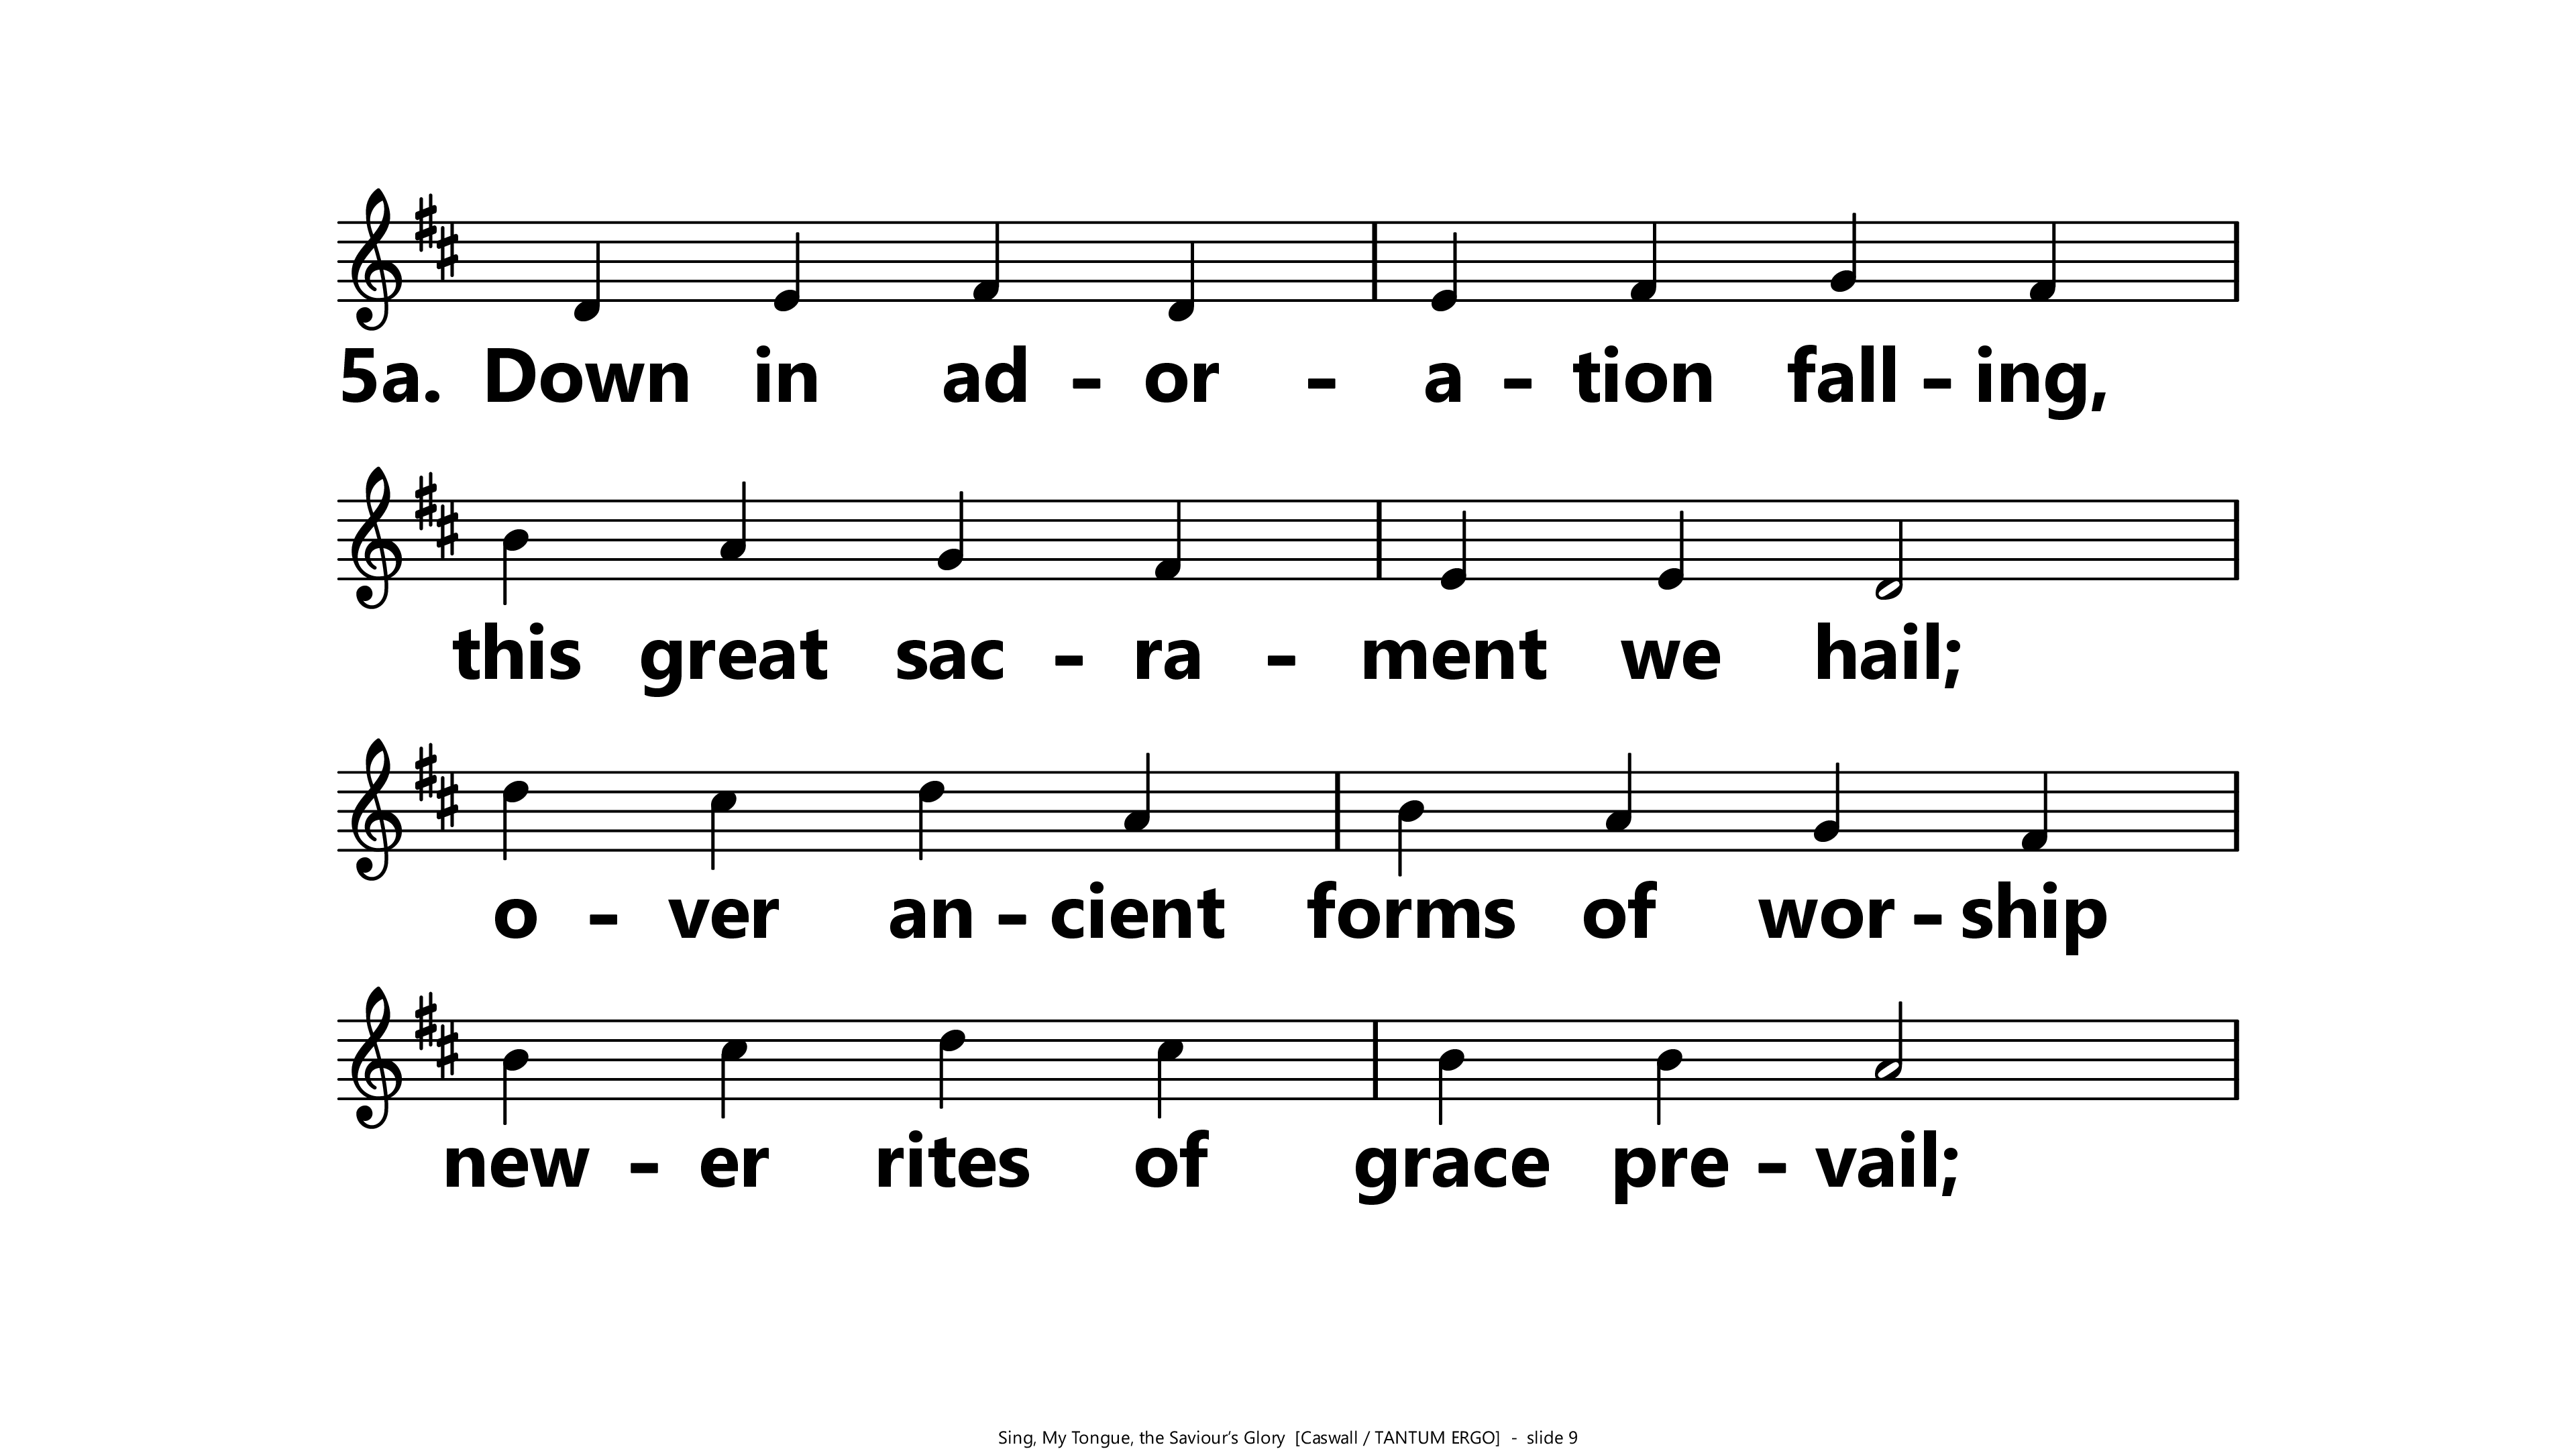 5a. Down in ad - or - a - tion fall - ing,
this great sac - ra - ment we hail;
o - ver an - cient forms of wor - ship
new - er rites of grace pre - vail;
Sing, My Tongue, the Saviour’s Glory [Caswall / TANTUM ERGO] - slide 9